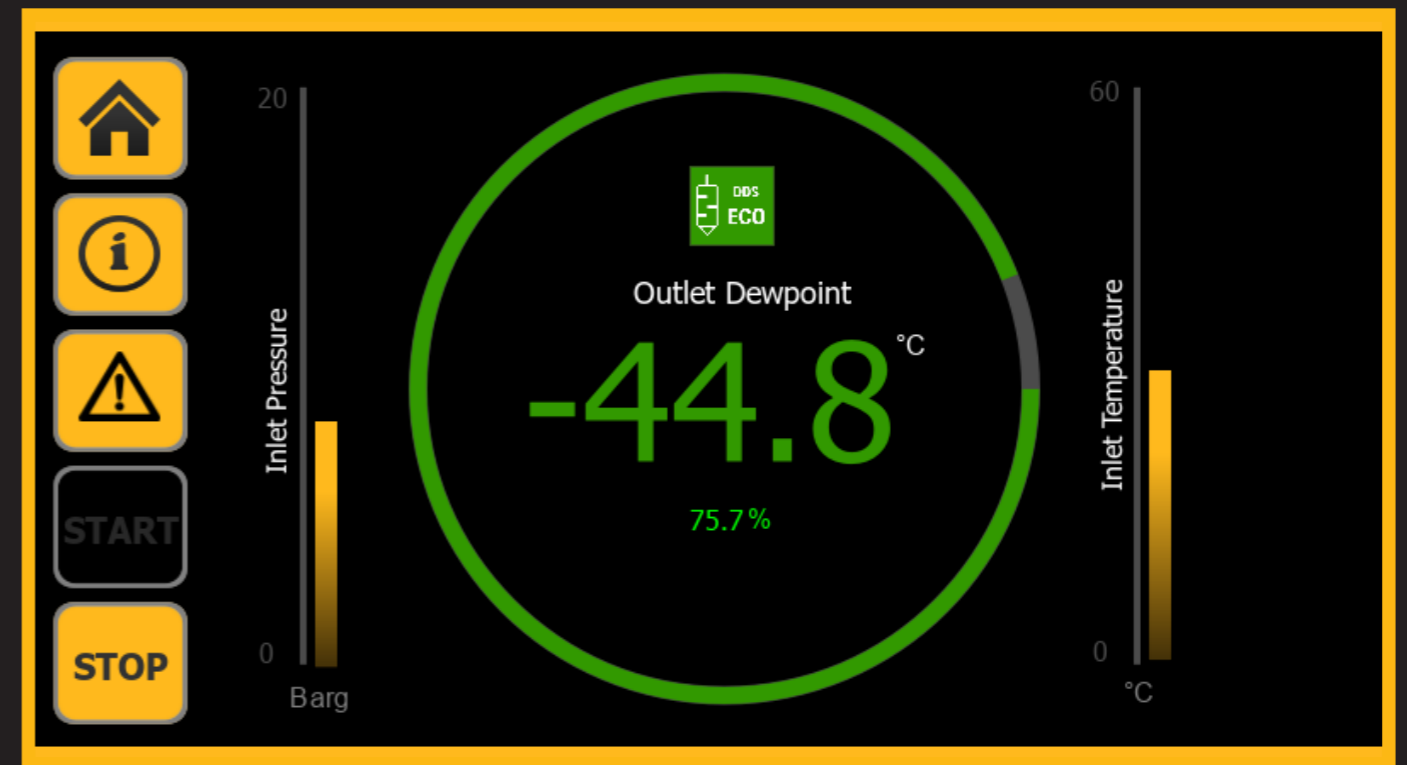 20
60
DDS
ECO
Outlet Dewpoint
-44.8 °C
75.7%
Inlet Pressure
Inlet Temperature
START
STOP
0
0
Barg
°C